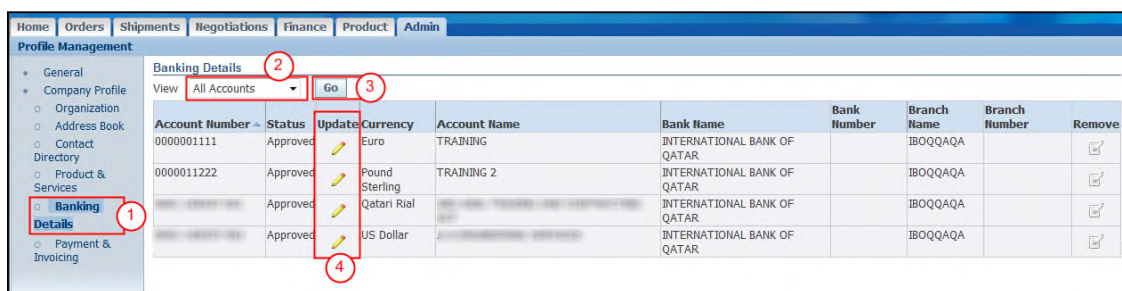 Home Orders Shipments Negotiations Finance Product Admin
Profile Management
General
Company Profile
Organization
Address Book
Contact
Directory
Product &
Services
Banking
Details
Payment &
Invoicing
1
Banking Details
2
View All Accounts Go 3
Account Number Status Update Currency Account Name Bank Name Bank Number Branch Name Branch Number Remove
0000001111 Approved Euro TRAINING INTERNATIONAL BANK OF IBOQQAQA
QATAR
0000011222 Approved Pound TRAINING 2 INTERNATIONAL BANK OF IBOQQAQA
Sterling QATAR
Approved Qatari Rial INTERNATIONAL BANK OF IBOQQAQA
QATAR
Approved US Dollar INTERNATIONAL BANK OF IBOQQAQA
QATAR
4